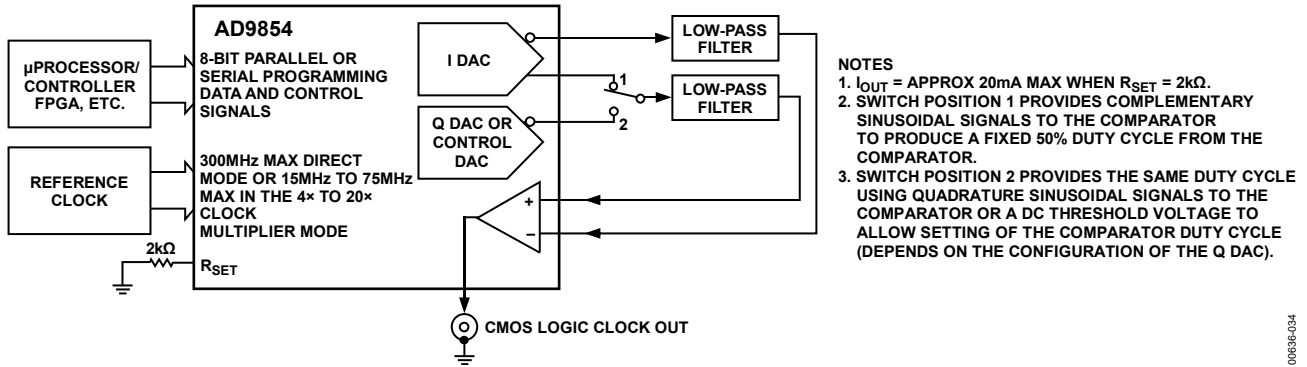 AD9854
µPROCESSOR/
CONTROLLER
FPGA, ETC.
8-BIT PARALLEL OR
SERIAL PROGRAMMING
DATA AND CONTROL
SIGNALS
REFERENCE
CLOCK
300MHz MAX DIRECT
MODE OR 15MHz TO 75MHz
MAX IN THE 4× TO 20×
CLOCK
MULTIPLIER MODE
2kΩ
RSET
I DAC
Q DAC OR
CONTROL
DAC
1
2
+
–
LOW-PASS
FILTER
LOW-PASS
FILTER
CMOS LOGIC CLOCK OUT
NOTES
1. IOUT = APPROX 20mA MAX WHEN RSET = 2kΩ.
2. SWITCH POSITION 1 PROVIDES COMPLEMENTARY
SINUSOIDAL SIGNALS TO THE COMPARATOR
TO PRODUCE A FIXED 50% DUTY CYCLE FROM THE
COMPARATOR.
3. SWITCH POSITION 2 PROVIDES THE SAME DUTY CYCLE
USING QUADRATURE SINUSOIDAL SIGNALS TO THE
COMPARATOR OR A DC THRESHOLD VOLTAGE TO
ALLOW SETTING OF THE COMPARATOR DUTY CYCLE
(DEPENDS ON THE CONFIGURATION OF THE Q DAC).
00636-034